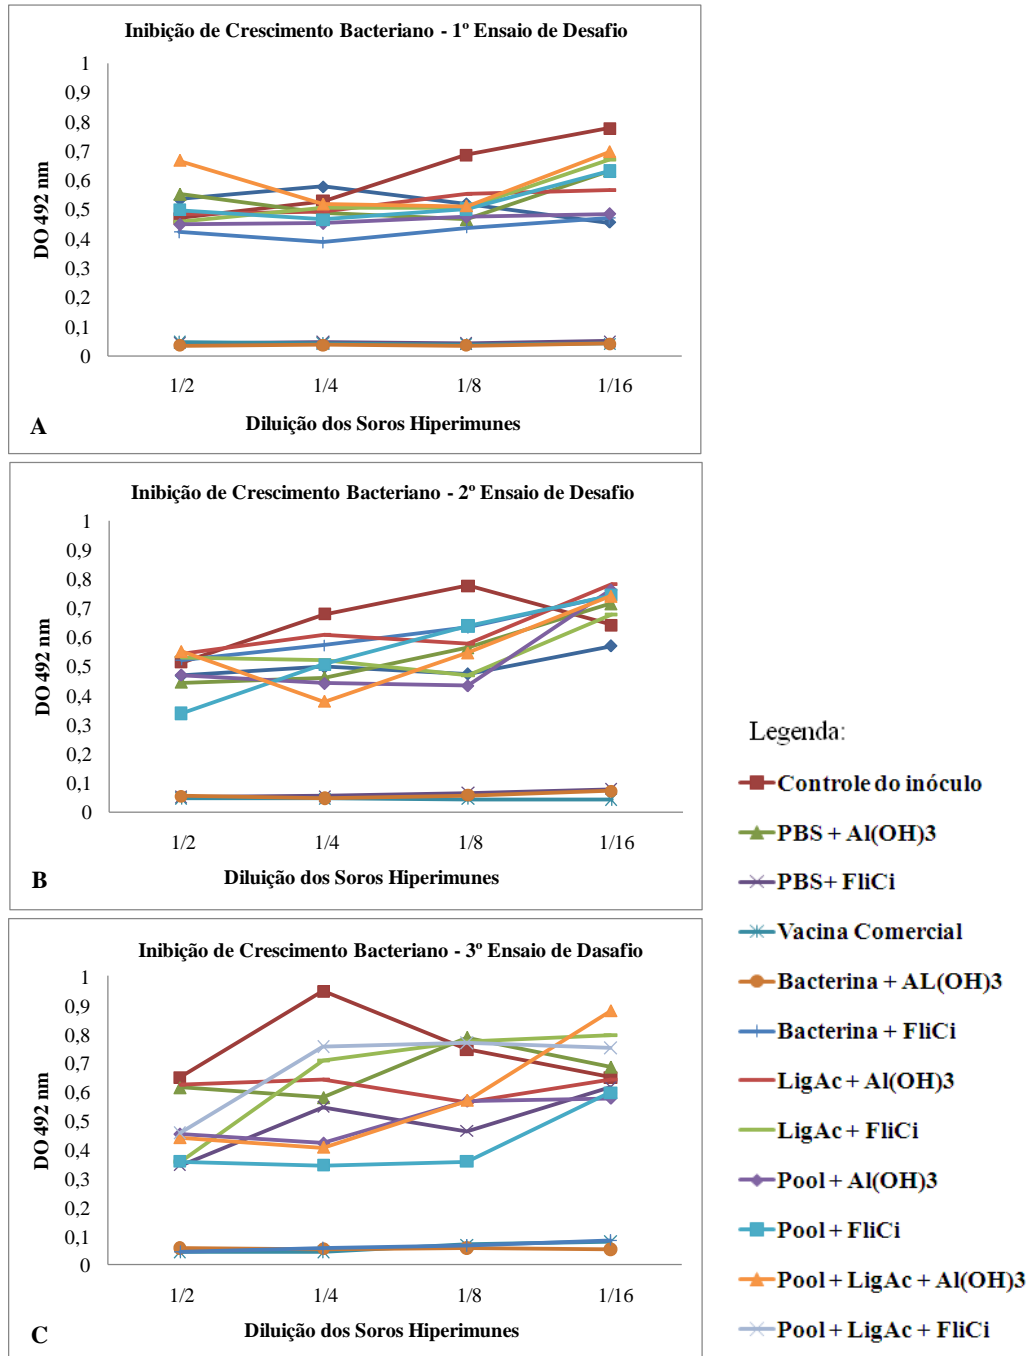 Inibição de Crescimento Bacteriano - 1º Ensaio de Desafio
1
0,9
0,8
0,7
0,6
0,5
0,4
0,3
0,2
0,1
0
DO 492 nm
1/2 1/4 1/8 1/16
Diluição dos Soros Hiperimunes
A
Inibição de Crescimento Bacteriano - 2º Ensaio de Desafio
1
0,9
0,8
0,7
0,6
0,5
0,4
0,3
0,2
0,1
0
DO 492 nm
1/2 1/4 1/8 1/16
Diluição dos Soros Hiperimunes
B
Inibição de Crescimento Bacteriano - 3º Ensaio de Dasafio
1
0,9
0,8
0,7
0,6
0,5
0,4
0,3
0,2
0,1
0
DO 492 nm
1/2 1/4 1/8 1/16
Diluição dos Soros Hiperimunes
C
Legenda:
Controle do inóculo
PBS + Al(OH)3
PBS+ FliCi
Vacina Comercial
Bacterina + AL(OH)3
Bacterina + FliCi
LigAc + Al(OH)3
LigAc + FliCi
Pool + Al(OH)3
Pool + FliCi
Pool + LigAc + Al(OH)3
Pool + LigAc + FliCi